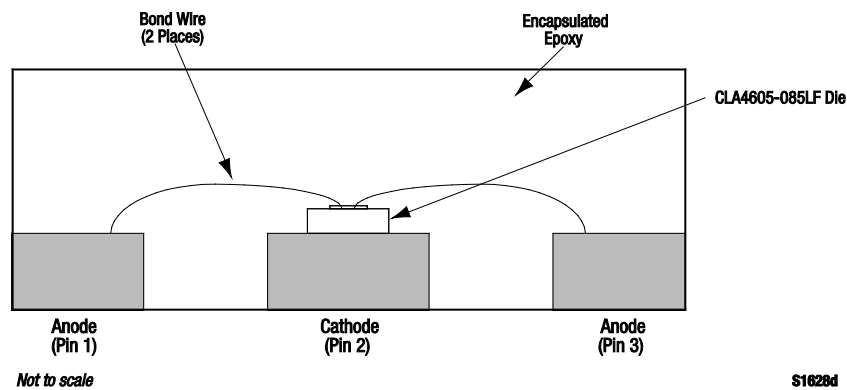 Bond Wire
(2 Places)
Encapsulated
Epoxy
CLA4605-085LF Die
Anode
(Pin 1)
Cathode
(Pin 2)
Anode
(Pin 3)
Not to scale
S1628d